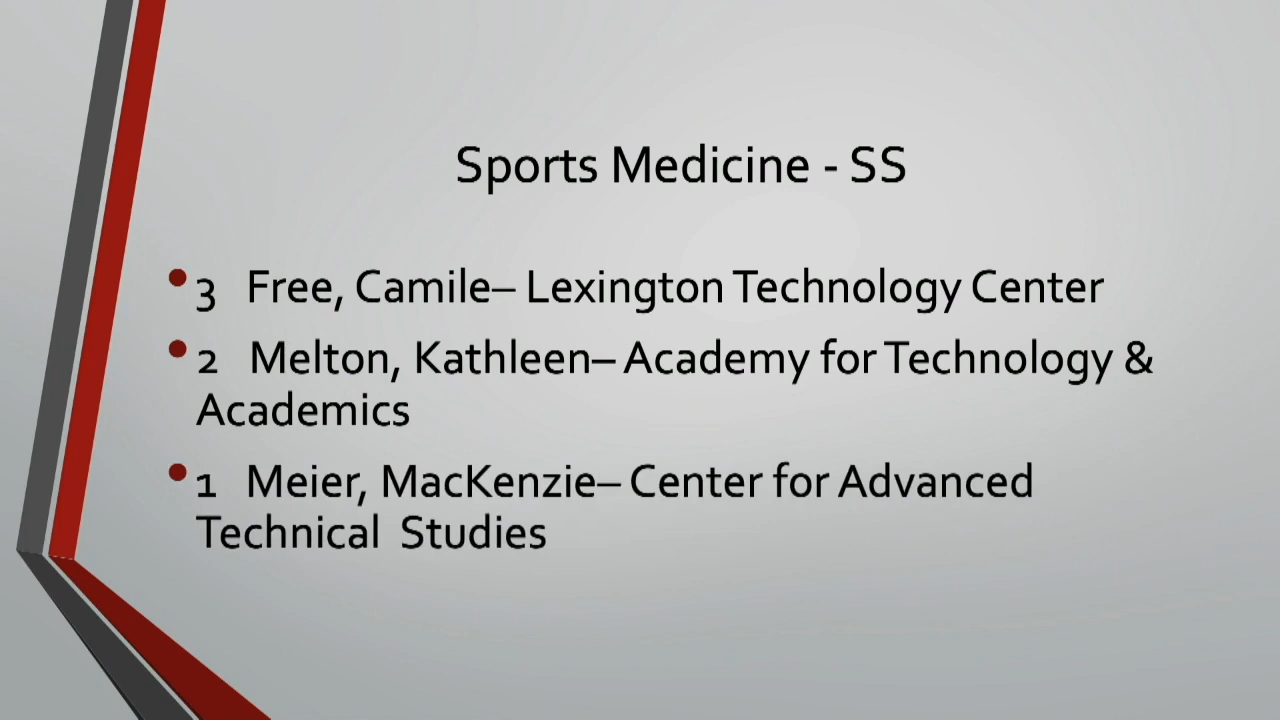 Sports Medicine - SS
•3 Free, Camile– Lexington Technology Center
•2 Melton, Kathleen– Academy for Technology &
Academics
•1 Meier, MacKenzie– Center for Advanced
Technical Studies